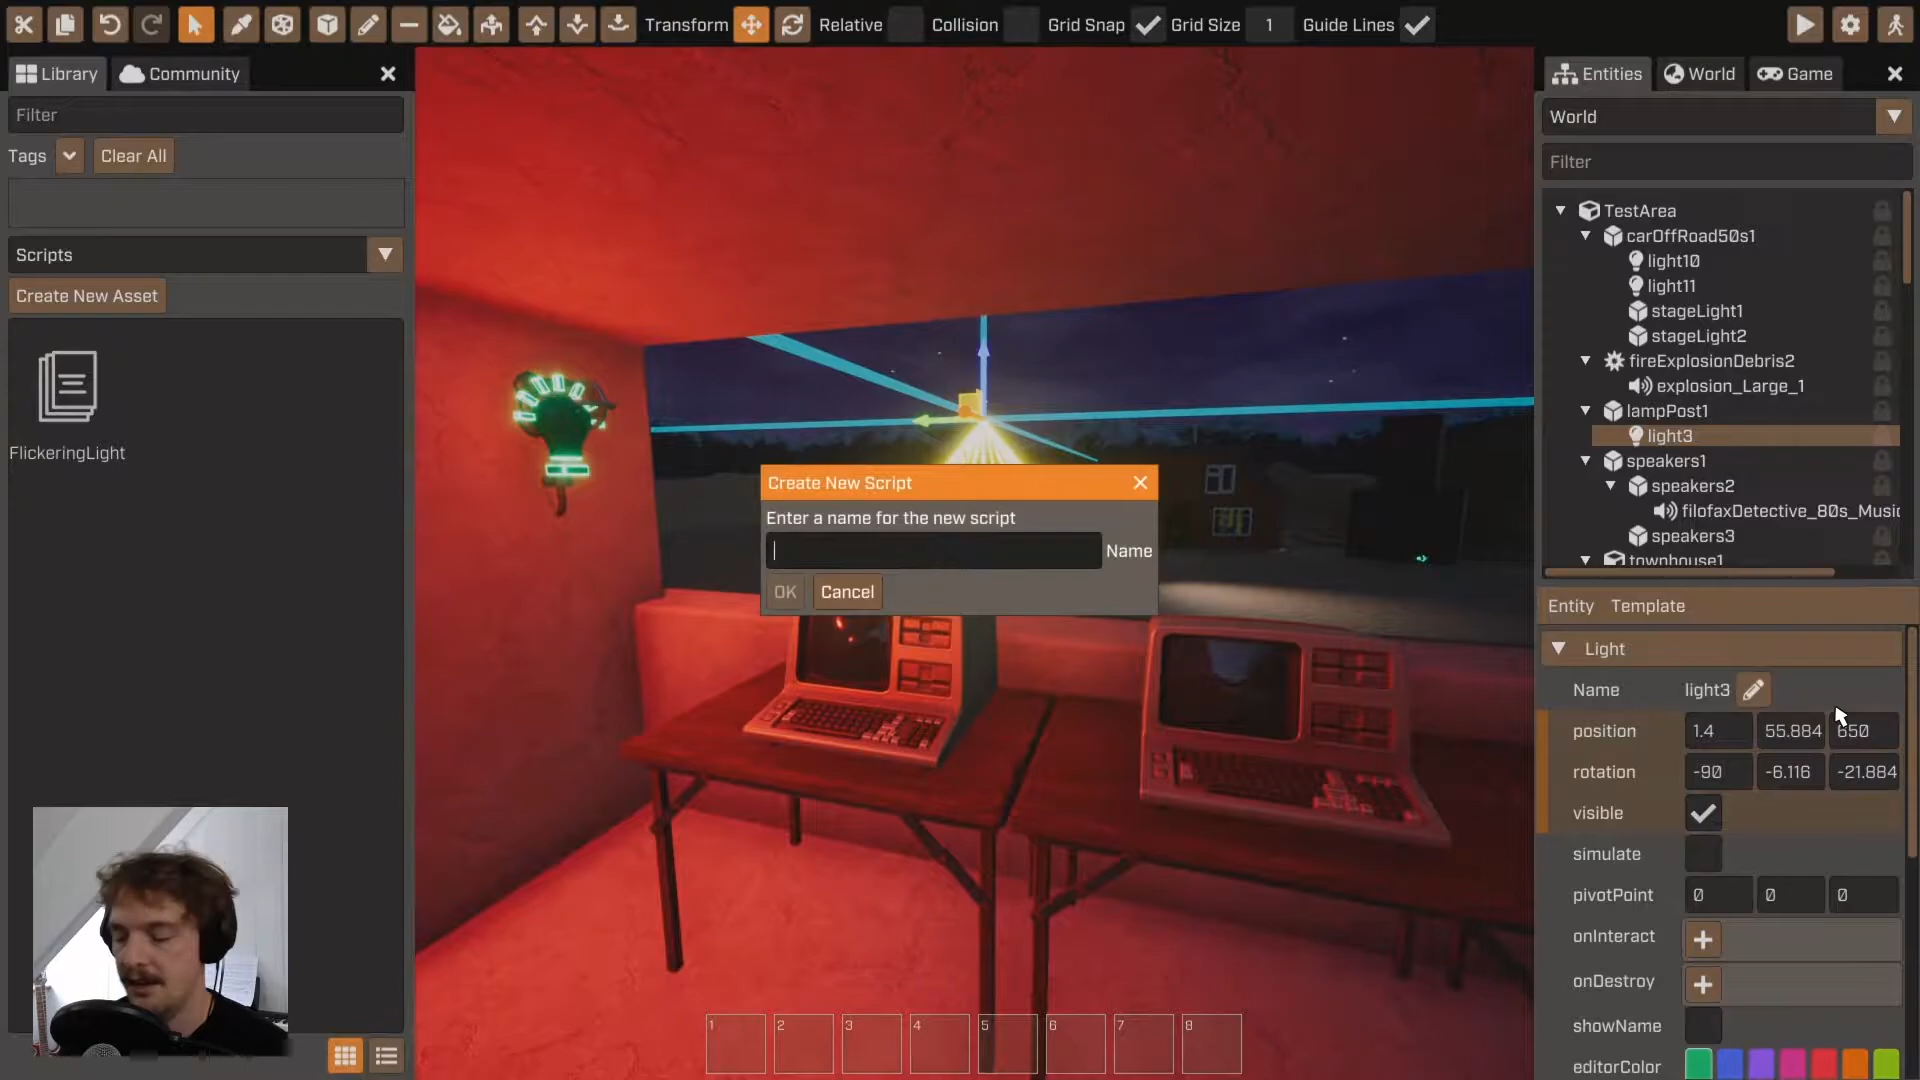 Transform
Relative
Collision
Grid Snap
Grid Size
1
Guide Lines
Library
Community
Filter
Tags
Clear All
Scripts
Create New Asset
FlickeringLight
Create New Script
Enter a name for the new script
Name
OK
Cancel
1
2
3
4
5
6
7
8
Entities
World
Game
World
Filter
TestArea
carOffRoad50s1
light10
light11
stageLight1
stageLight2
fireExplosionDebris2
explosion_Large_1
lampPost1
light3
speakers1
speakers2
filofaxDetective_80s_Music
speakers3
townhouse1
Entity
Template
Light
Name light3
position 1.4 55.884 650
rotation -90 -6.116 -21.884
visible
simulate
pivotPoint 0 0 0
onInteract
onDestroy
showName
editorColor